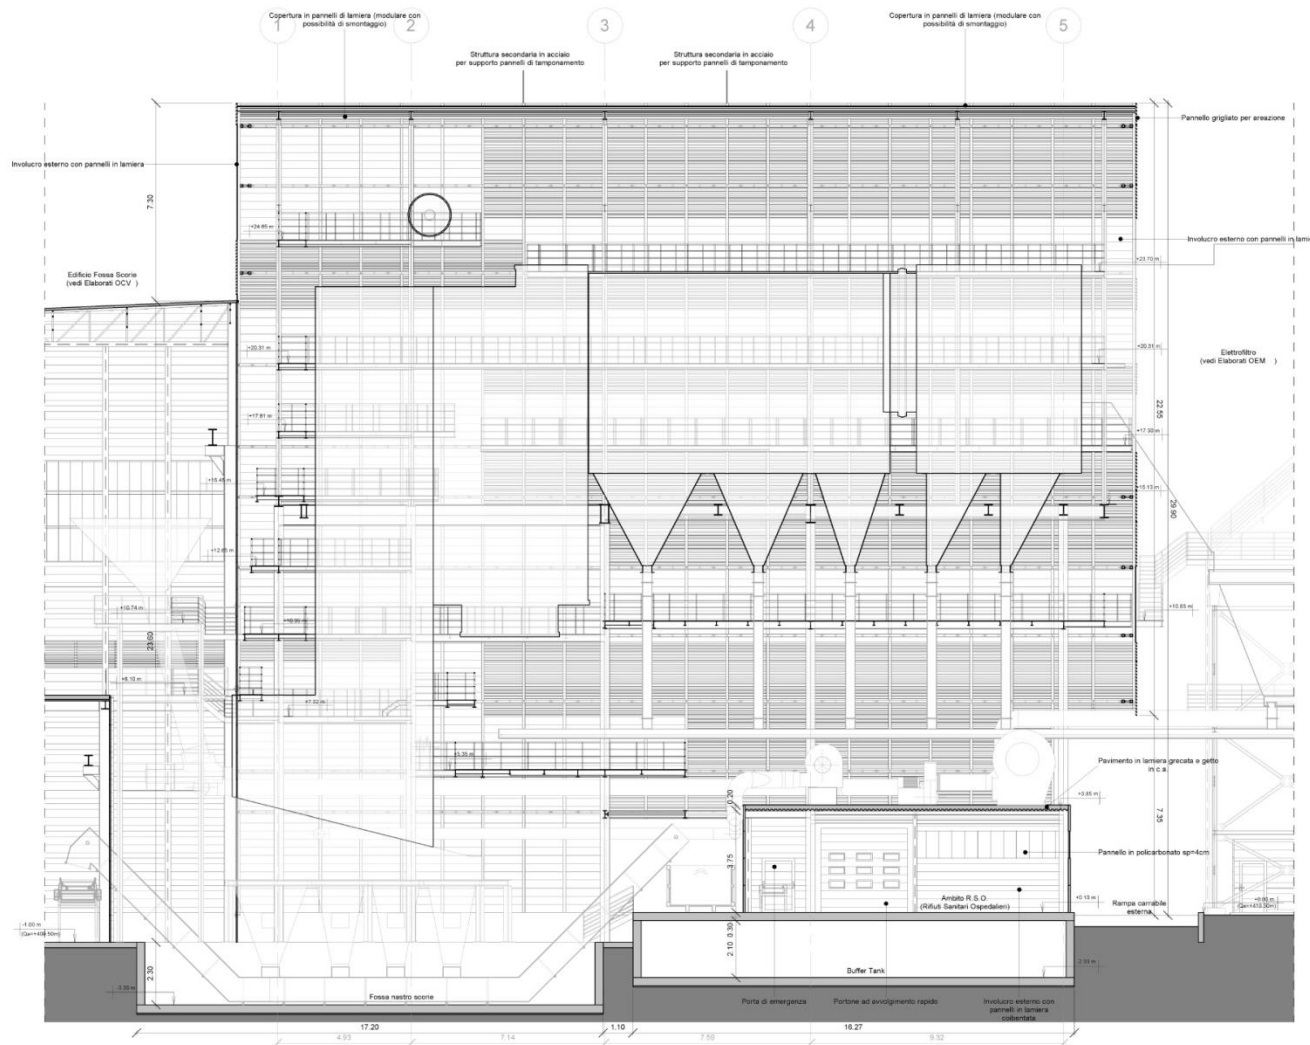 Copertura in pannelli di lamiera (modulare con
possibilità di smontaggio)
Copertura in pannelli di lamiera (modulare con
possibilità di smontaggio)
1
2
3
4
5
Struttura secondaria in acciaio
per supporto pannelli di tamponamento
Struttura secondaria in acciaio
per supporto pannelli di tamponamento
Pannello grigliato per areazione
Involucro esterno con pannelli in lamiera
7.30
+24.85 m
Involucro esterno con pannelli in lami
+23.70 m
Edificio Fossa Scorie
(vedi Elaborati OCV)
+20.31 m
+20.31 m
Elettrofiltro
(vedi Elaborati OEM )
22.55
+17.81 m
+17.30 m
+15.45 m
+15.13 m
29.90
+12.65 m
+10.74 m
+10.83 m
23.60
+8.10 m
+7.02 m
+3.35 m
Pavimento in lamiera grecata e getto
in c.a.
0.20
+3.85 m
7.35
3.75
Pannello in policarbonato sp=4cm
Ambito R.S.O.
(Rifiuti Sanitari Ospedalieri)
+0.13 m
Rampa carrabile
esterna
+0.00 m
-1.00 m
0.30
2.10
2.30
Buffer Tank
Fossa nastro scorie
Porta di emergenza
Portone ad avvolgimento rapido
Involucro esterno con
pannelli in lamiera
coibentata
17.20
1.10
16.27
4.93
7.14
7.59
9.32